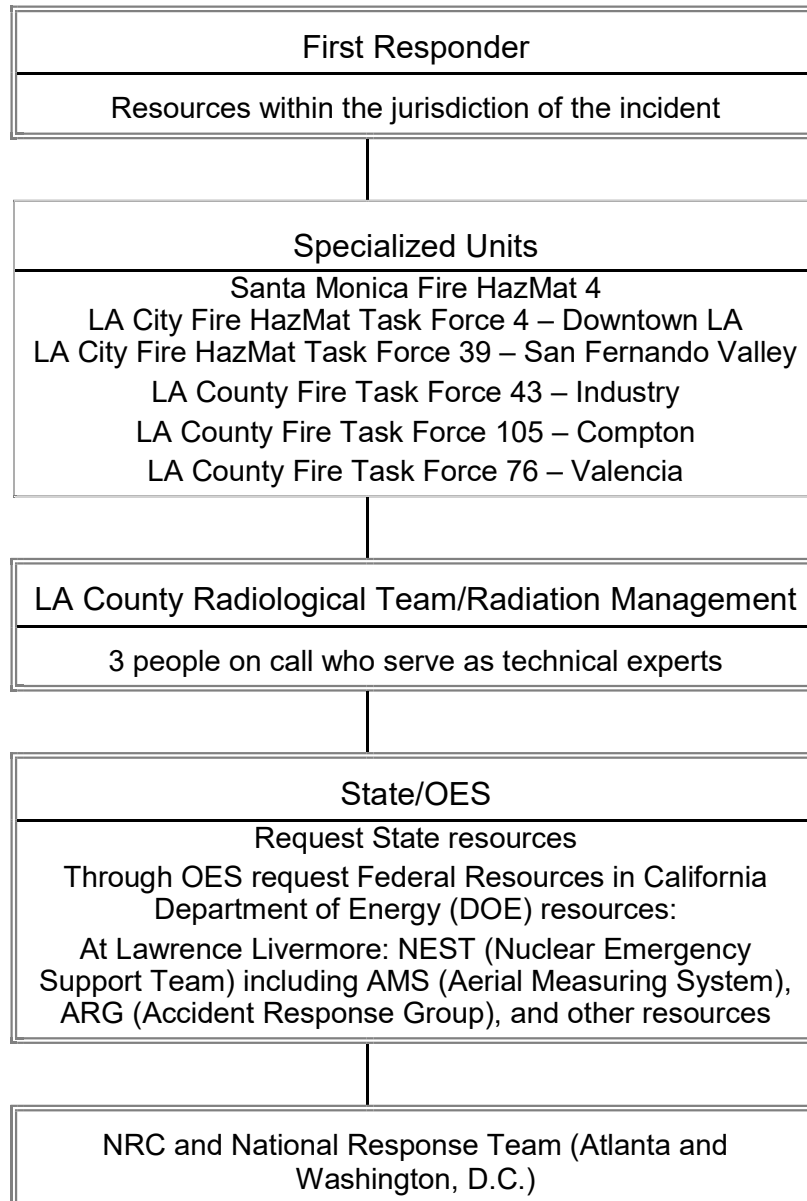 First Responder
Resources within the jurisdiction of the incident
Specialized Units
Santa Monica Fire HazMat 4
LA City Fire HazMat Task Force 4 – Downtown LA
LA City Fire HazMat Task Force 39 – San Fernando Valley
LA County Fire Task Force 43 – Industry
LA County Fire Task Force 105 – Compton
LA County Fire Task Force 76 – Valencia
LA County Radiological Team/Radiation Management
3 people on call who serve as technical experts
State/OES
Request State resources
Through OES request Federal Resources in California
Department of Energy (DOE) resources:
At Lawrence Livermore: NEST (Nuclear Emergency
Support Team) including AMS (Aerial Measuring System),
ARG (Accident Response Group), and other resources
NRC and National Response Team (Atlanta and
Washington, D.C.)